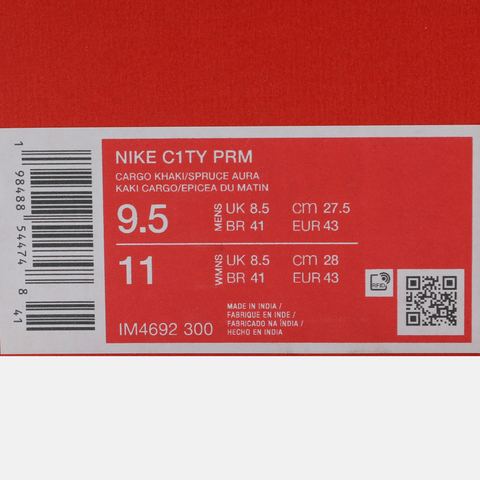 NIKE C1TY PRM
CARGO KHAKI/SPRUCE AURA
KAKI CARGO/EPICEA DU MATIN
9.5 MENS UK 8.5 cm 27.5
BR 41 EUR 43
11 WMNS UK 8.5 cm 28
BR 41 EUR 43
MADE IN INDIA /
FABRIQUE EN INDE /
FABRICADO NA ÍNDIA /
HECHO EN INDIA
IM4692 300
RFID
1 98488 54474 8 41